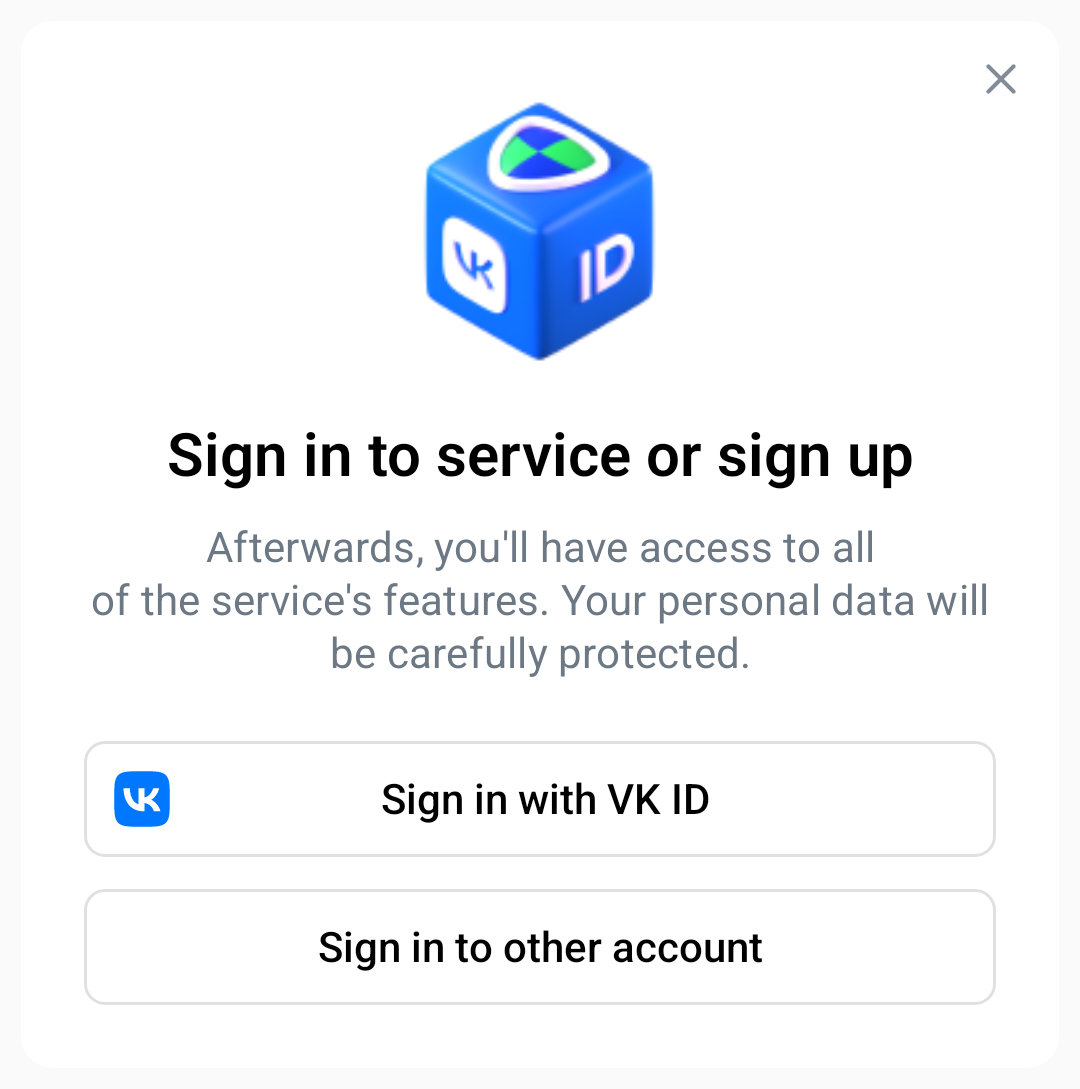 VK ID
Sign in to service or sign up
Afterwards, you'll have access to all
of the service's features. Your personal data will
be carefully protected.
VK Sign in with VK ID
Sign in to other account